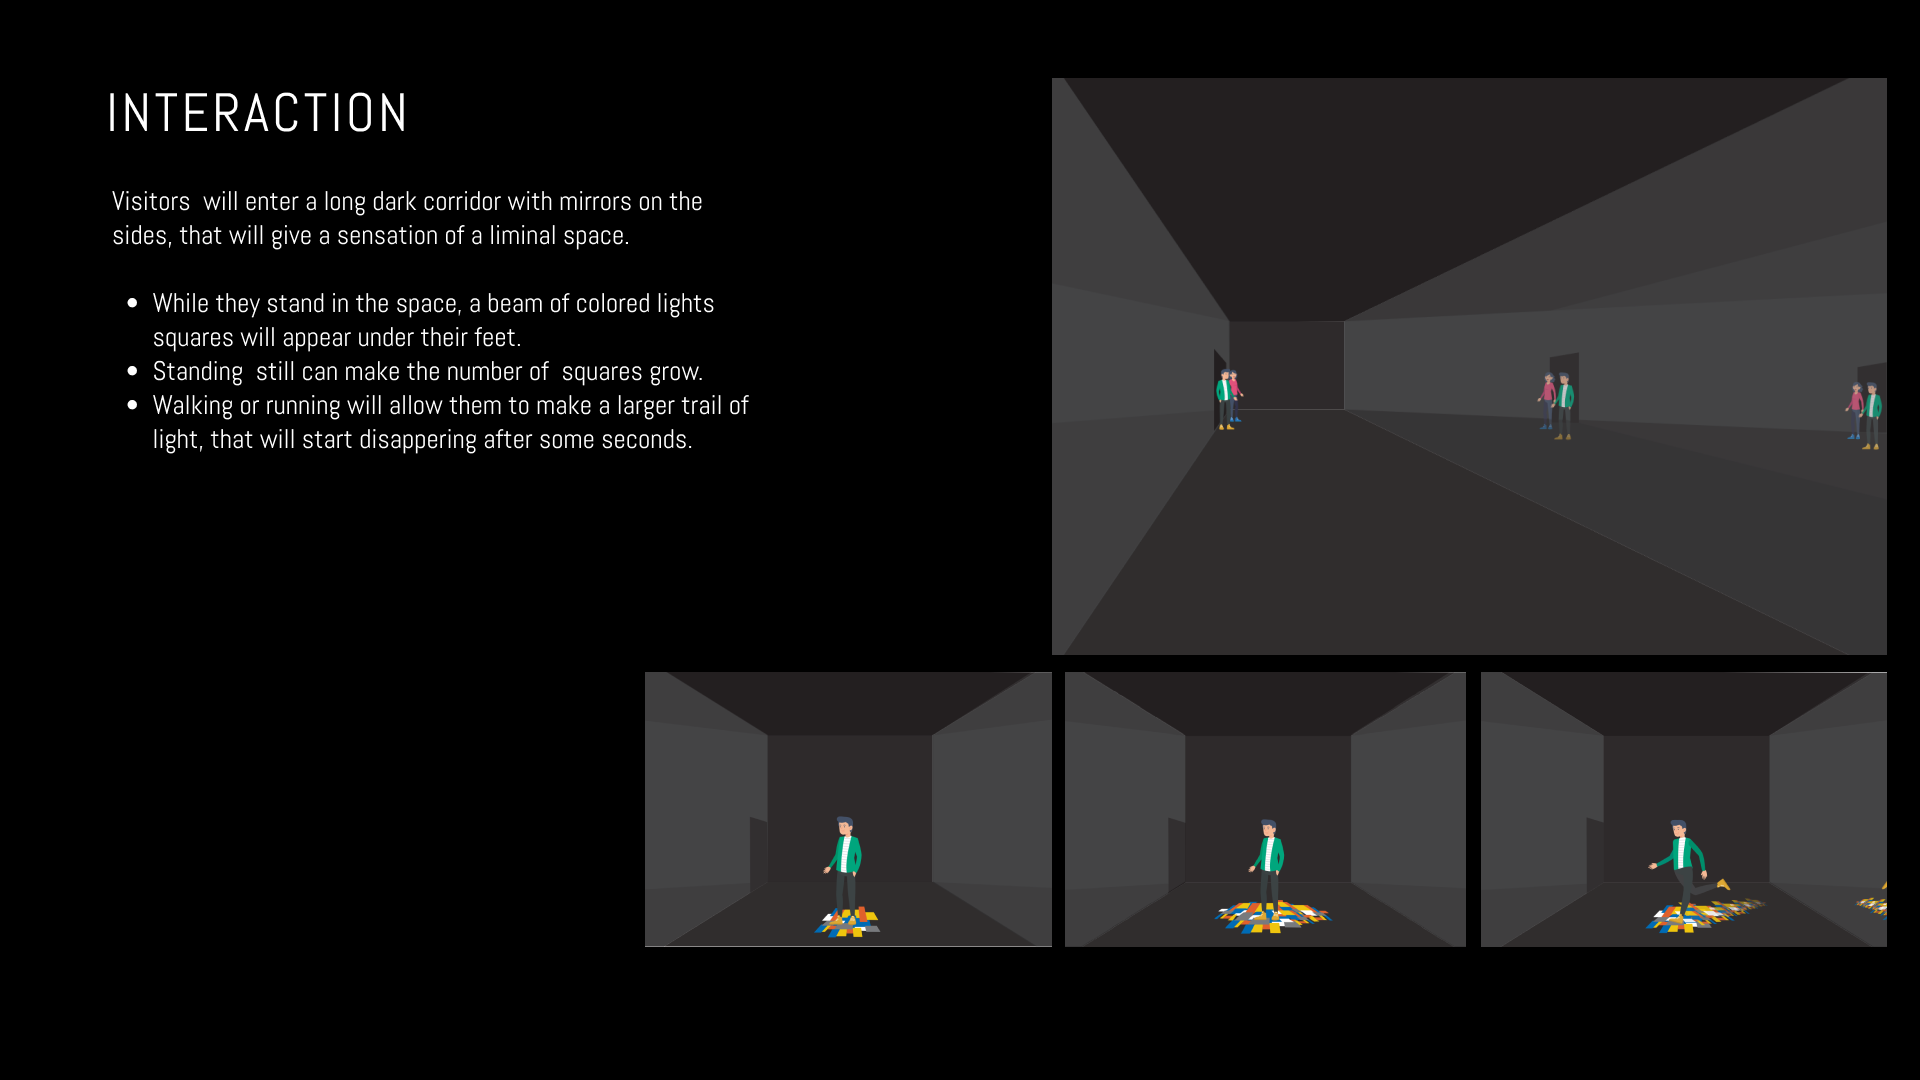 INTERACTION
Visitors  will enter a long dark corridor with mirrors on the
sides, that will give a sensation of a liminal space.
• While they stand in the space, a beam of colored lights
squares will appear under their feet.
• Standing  still can make the number of  squares grow.
• Walking or running will allow them to make a larger trail of
light, that will start disappering after some seconds.